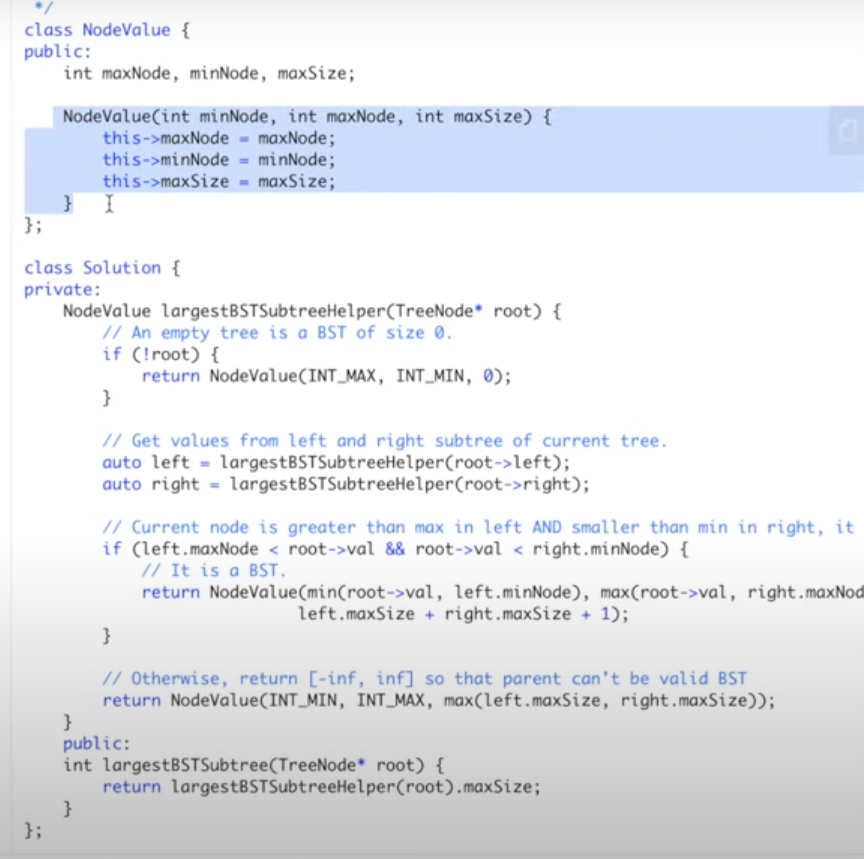 */
class NodeValue {
public:
    int maxNode, minNode, maxSize;

    NodeValue(int minNode, int maxNode, int maxSize) {
        this->maxNode = maxNode;
        this->minNode = minNode;
        this->maxSize = maxSize;
    }
};

class Solution {
private:
    NodeValue largestBSTSubtreeHelper(TreeNode* root) {
        // An empty tree is a BST of size 0.
        if (!root) {
            return NodeValue(INT_MAX, INT_MIN, 0);
        }

        // Get values from left and right subtree of current tree.
        auto left = largestBSTSubtreeHelper(root->left);
        auto right = largestBSTSubtreeHelper(root->right);

        // Current node is greater than max in left AND smaller than min in right, it
        if (left.maxNode < root->val && root->val < right.minNode) {
            // It is a BST.
            return NodeValue(min(root->val, left.minNode), max(root->val, right.maxNod
                            left.maxSize + right.maxSize + 1);
        }

        // Otherwise, return [-inf, inf] so that parent can't be valid BST
        return NodeValue(INT_MIN, INT_MAX, max(left.maxSize, right.maxSize));
    }
    public:
    int largestBSTSubtree(TreeNode* root) {
        return largestBSTSubtreeHelper(root).maxSize;
    }
};